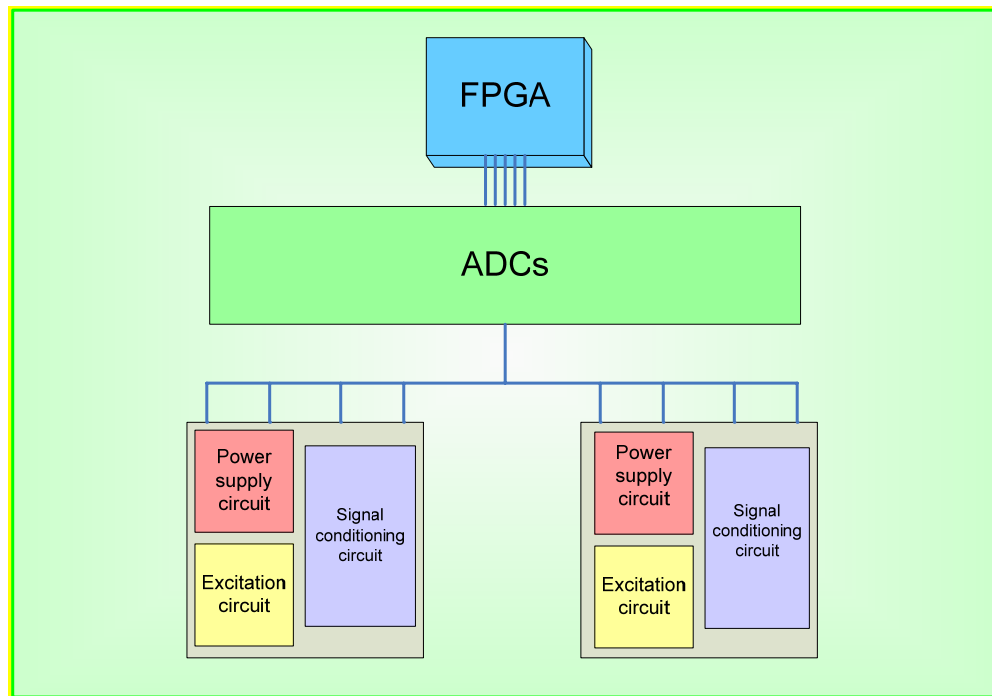 FPGA
ADCs
Power
supply
circuit
Signal
conditioning
circuit
Excitation
circuit
Power
supply
circuit
Signal
conditioning
circuit
Excitation
circuit